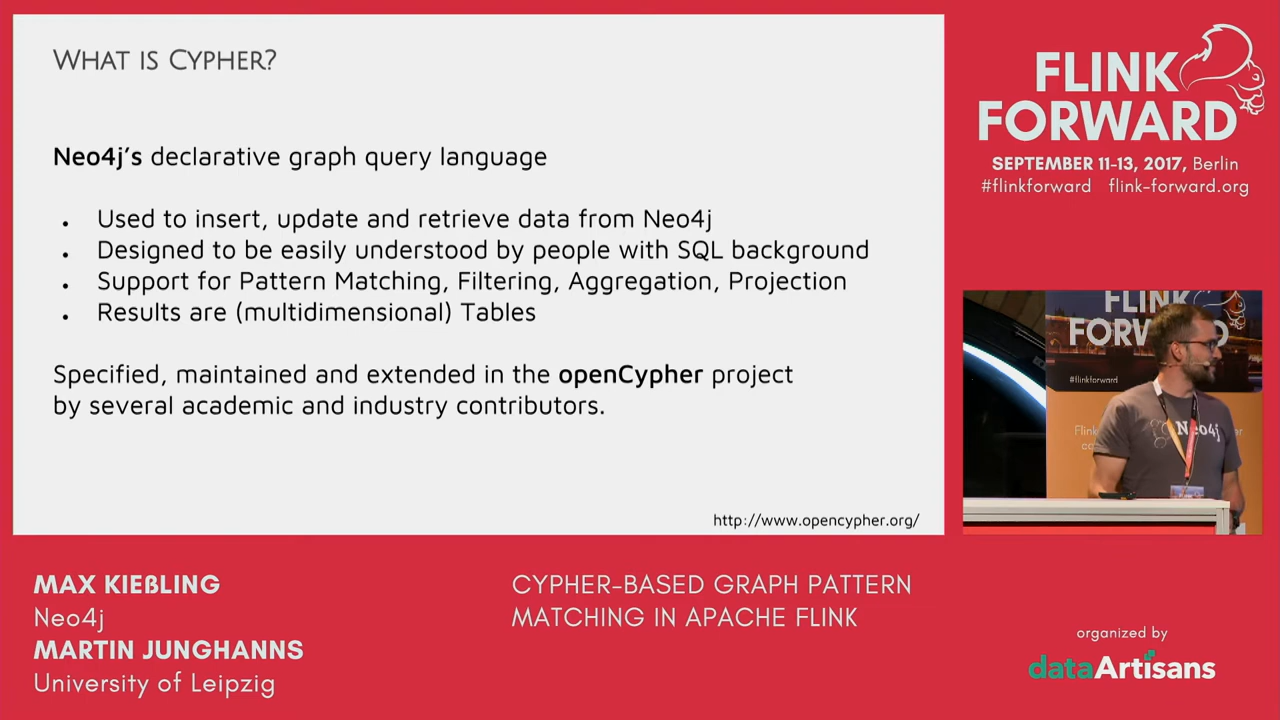 WHAT IS CYPHER?
Neo4j's declarative graph query language
• Used to insert, update and retrieve data from Neo4j
• Designed to be easily understood by people with SQL background
• Support for Pattern Matching, Filtering, Aggregation, Projection
• Results are (multidimensional) Tables
Specified, maintained and extended in the openCypher project
by several academic and industry contributors.
http://www.opencypher.org/
FLINK
FORWARD
SEPTEMBER 11-13, 2017, Berlin
#flinkforward flink-forward.org
FLINK
FORW
D
#flinkforward
Neo4j
MAX KIEßLING
Neo4j
MARTIN JUNGHANNS
University of Leipzig
CYPHER-BASED GRAPH PATTERN
MATCHING IN APACHE FLINK
organized by
dataArtisans